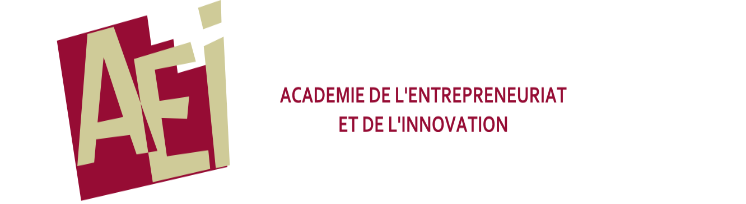 AEi
ACADEMIE DE L'ENTREPRENEURIAT
ET DE L'INNOVATION